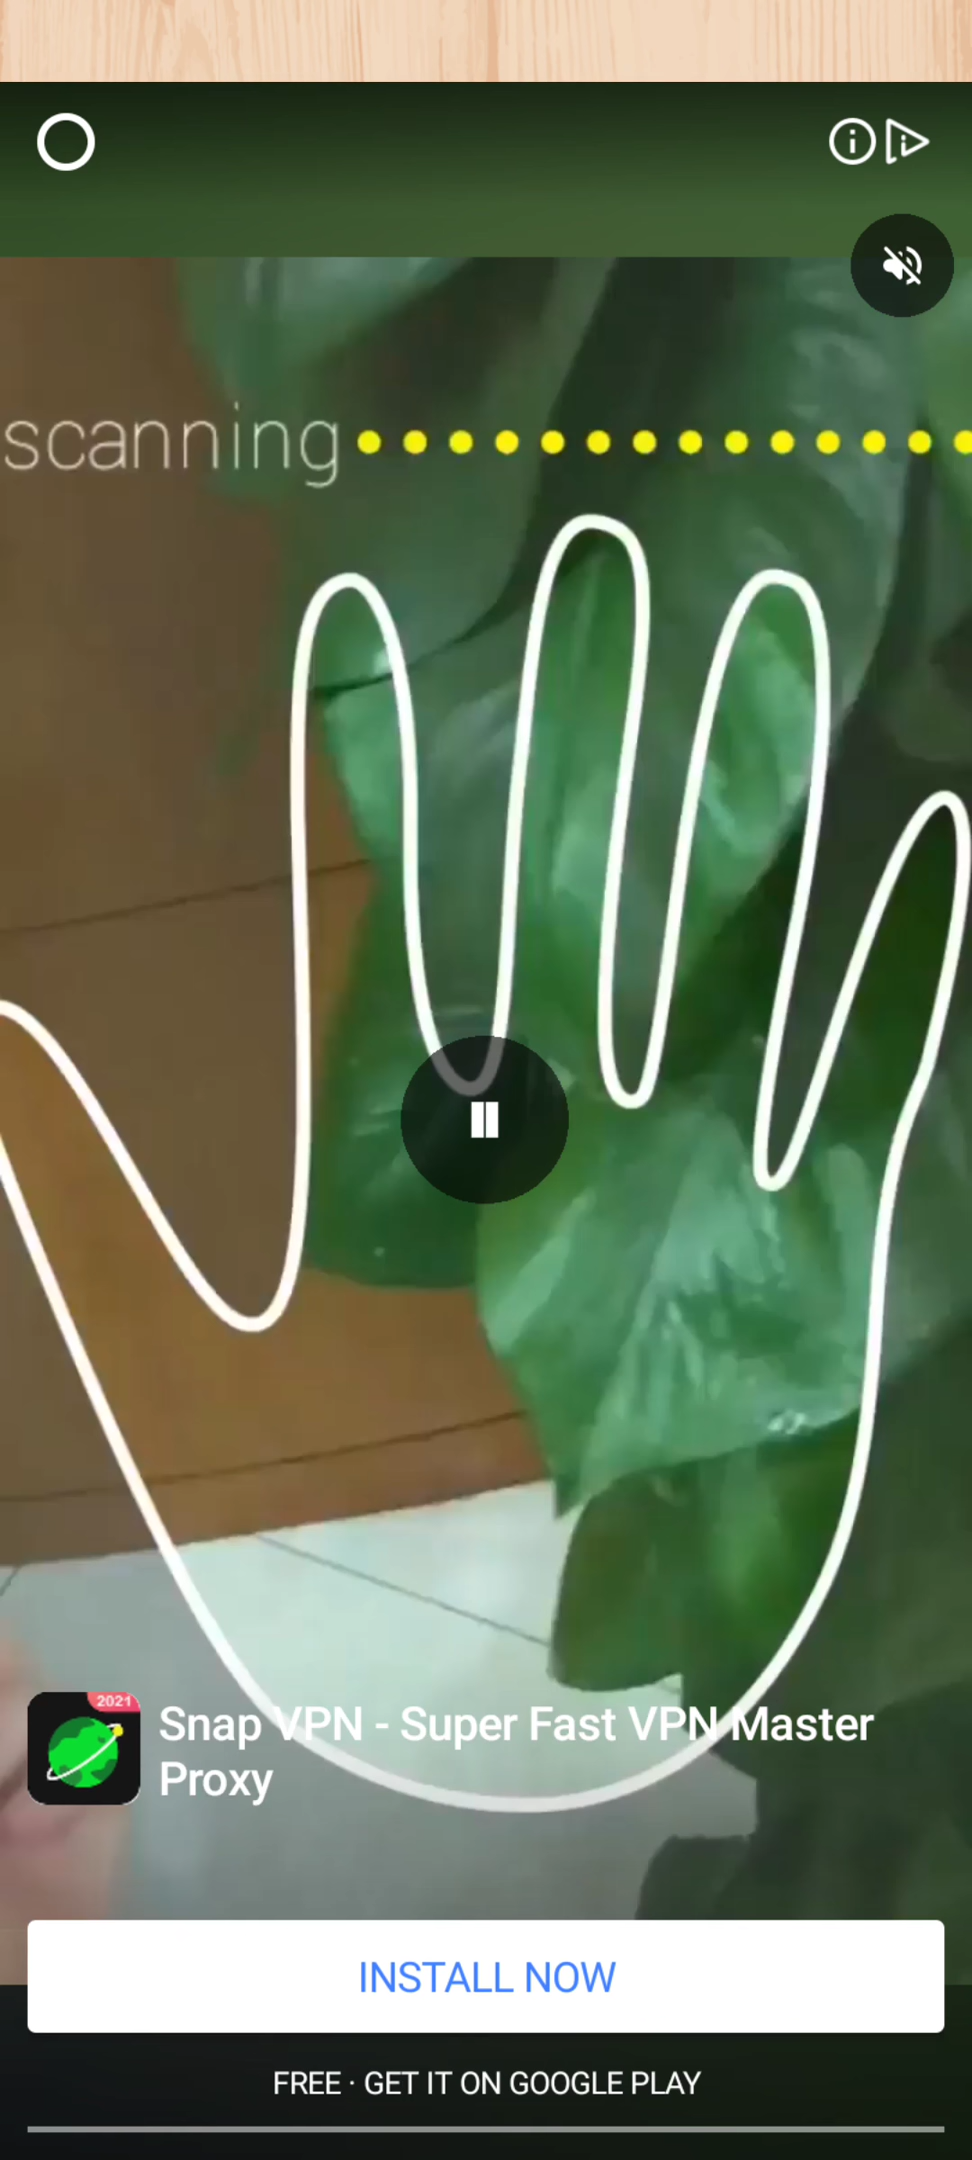 scanning
2021
Snap VPN - Super Fast VPN Master
Proxy
INSTALL NOW
FREE · GET IT ON GOOGLE PLAY